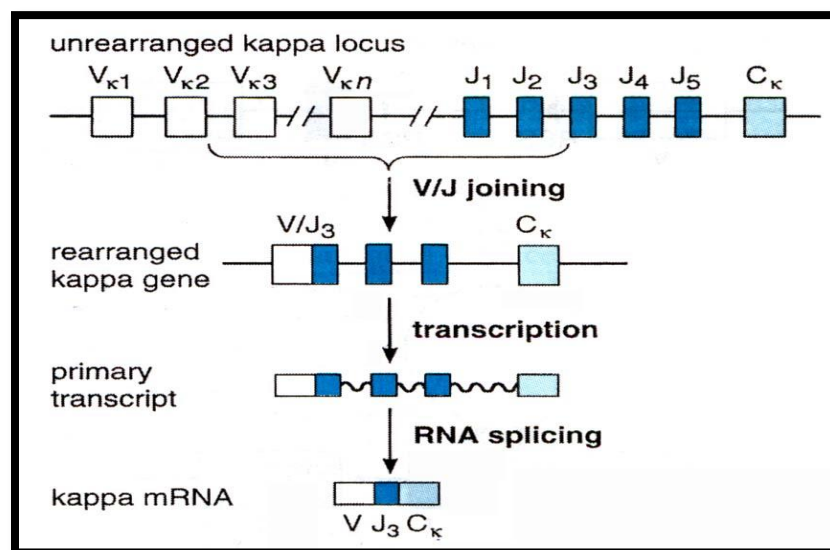 unrearranged kappa locus
Vκ1 Vκ2 Vκ3 Vκn J1 J2 J3 J4 J5 Cκ
V/J joining
V/J3 Cκ
rearranged
kappa gene
transcription
primary
transcript
RNA splicing
kappa mRNA
V J3 Cκ